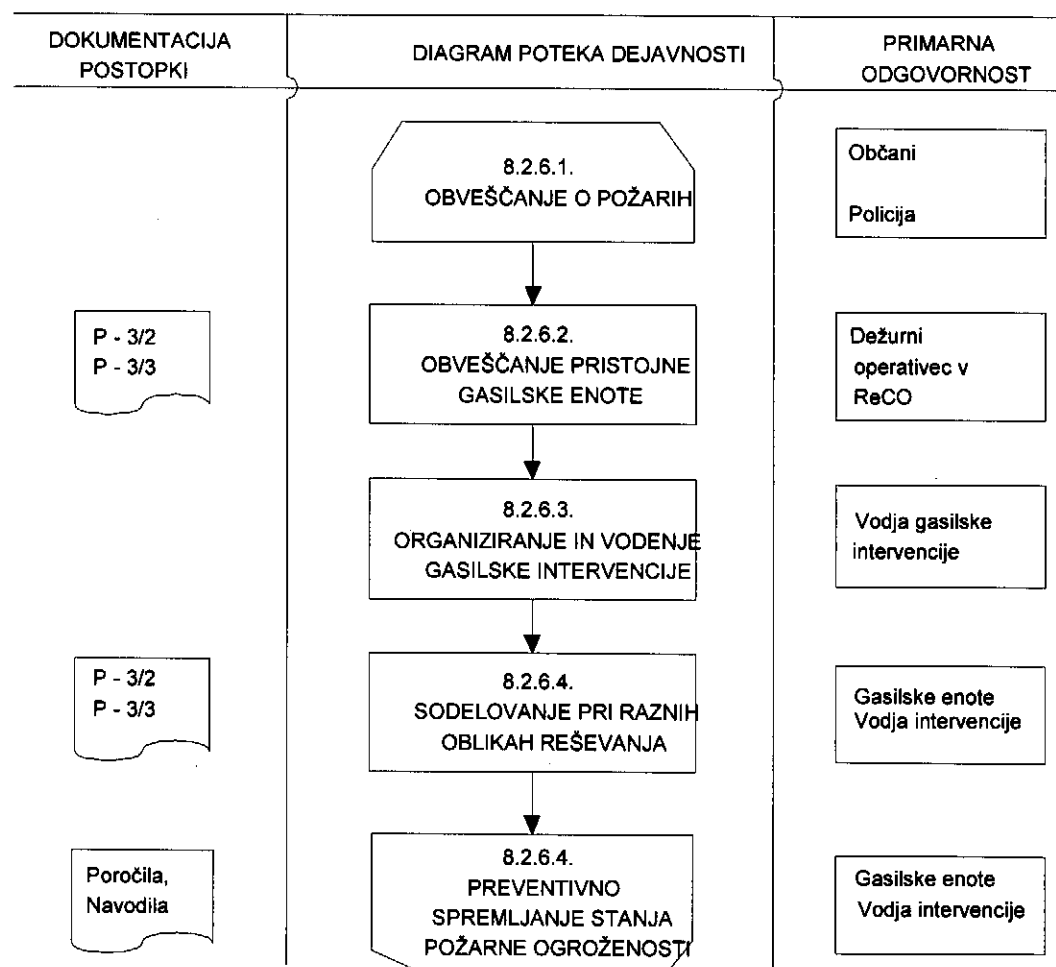 DOKUMENTACIJA
POSTOPKI
DIAGRAM POTEKA DEJAVNOSTI
PRIMARNA
ODGOVORNOST
8.2.6.1.
OBVEŠČANJE O POŽARIH
Občani
Policija
P - 3/2
P - 3/3
8.2.6.2.
OBVEŠČANJE PRISTOJNE
GASILSKE ENOTE
Dežurni
operativec v
ReCO
8.2.6.3.
ORGANIZIRANJE IN VODENJE
GASILSKE INTERVENCIJE
Vodja gasilske
intervencije
P - 3/2
P - 3/3
8.2.6.4.
SODELOVANJE PRI RAZNIH
OBLIKAH REŠEVANJA
Gasilske enote
Vodja intervencije
Poročila,
Navodila
8.2.6.4.
PREVENTIVNO
SPREMLJANJE STANJA
POŽARNE OGROŽENOSTI
Gasilske enote
Vodja intervencije